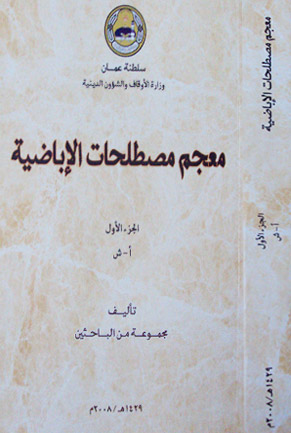 سلطنة عمان
وزارة الأوقاف والشؤون الدينية
معجم مصطلحات الإباضية
الجزء الأول
أ - ش
تأليف
مجموعة من الباحثين
١٤٢٩هـ/٢٠٠٨م
معجم مصطلحات الإباضية
الجزء الأول
أ - ش
١٤٢٩هـ/٢٠٠٨م